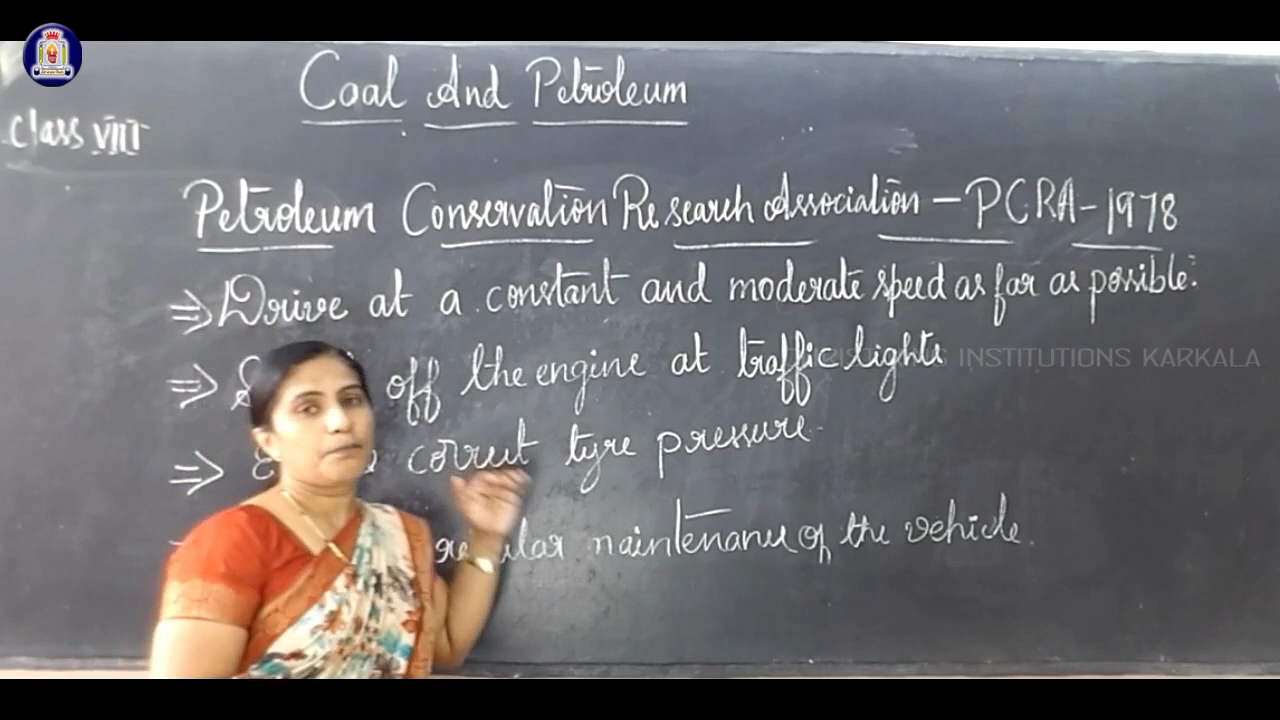 Coal And Petroleum
Class VIII
Petroleum Conservation Research Association – PCRA – 1978
⇒ Drive at a constant and moderate speed as far as possible.
⇒ off the engine at traffic lights
INSTITUTIONS KARKALA
⇒ correct tyre pressure.
maintenance of the vehicle.